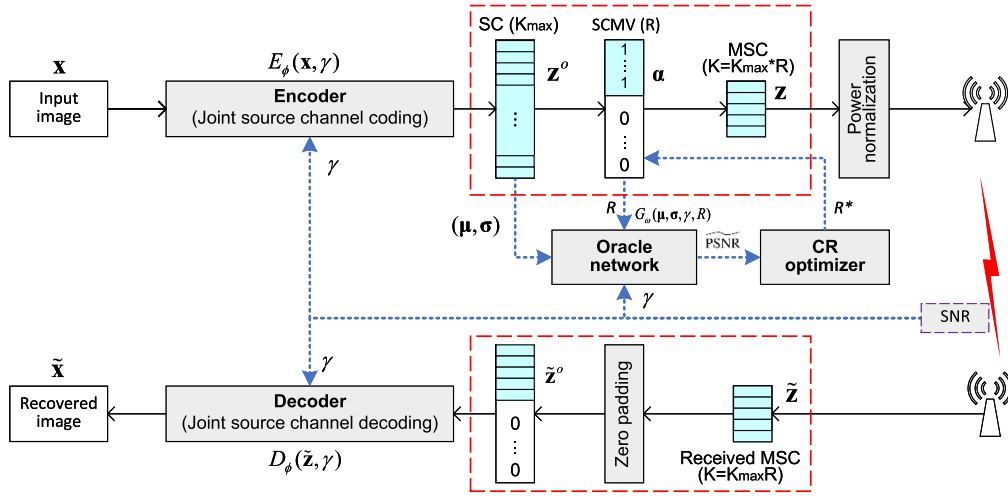 SC (Kmax)
SCMV (R)
x
Input
image
E_ϕ(x, γ)
Encoder
(Joint source channel coding)
z^o
⋮
1
⋮
1
0
⋮
0
α
MSC
(K=Kmax*R)
z
Power
normalization
γ
(μ, σ)
R
G_ω(μ, σ, γ, R)
R*
Oracle
network
P͠SNR
CR
optimizer
γ
SNR
γ
x̃
Recovered
image
Decoder
(Joint source channel decoding)
D_ϕ(z̃, γ)
z̃^o
0
⋮
0
Zero padding
z̃
Received MSC
(K=KmaxR)